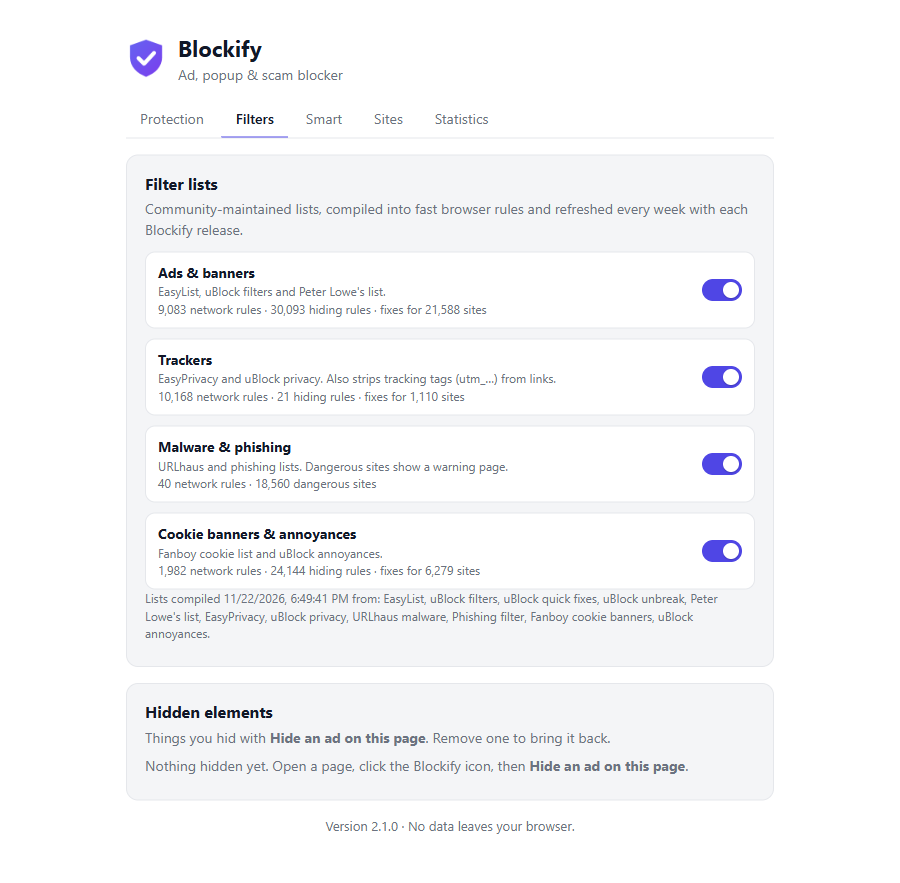 Blockify
Ad, popup & scam blocker
Protection
Filters
Smart
Sites
Statistics
Filter lists
Community-maintained lists, compiled into fast browser rules and refreshed every week with each
Blockify release.
Ads & banners
EasyList, uBlock filters and Peter Lowe's list.
9,083 network rules · 30,093 hiding rules · fixes for 21,588 sites
Trackers
EasyPrivacy and uBlock privacy. Also strips tracking tags (utm_...) from links.
10,168 network rules · 21 hiding rules · fixes for 1,110 sites
Malware & phishing
URLhaus and phishing lists. Dangerous sites show a warning page.
40 network rules · 18,560 dangerous sites
Cookie banners & annoyances
Fanboy cookie list and uBlock annoyances.
1,982 network rules · 24,144 hiding rules · fixes for 6,279 sites
Lists compiled 11/22/2026, 6:49:41 PM from: EasyList, uBlock filters, uBlock quick fixes, uBlock unbreak, Peter
Lowe's list, EasyPrivacy, uBlock privacy, URLhaus malware, Phishing filter, Fanboy cookie banners, uBlock
annoyances.
Hidden elements
Things you hid with Hide an ad on this page. Remove one to bring it back.
Nothing hidden yet. Open a page, click the Blockify icon, then Hide an ad on this page.
Version 2.1.0 · No data leaves your browser.